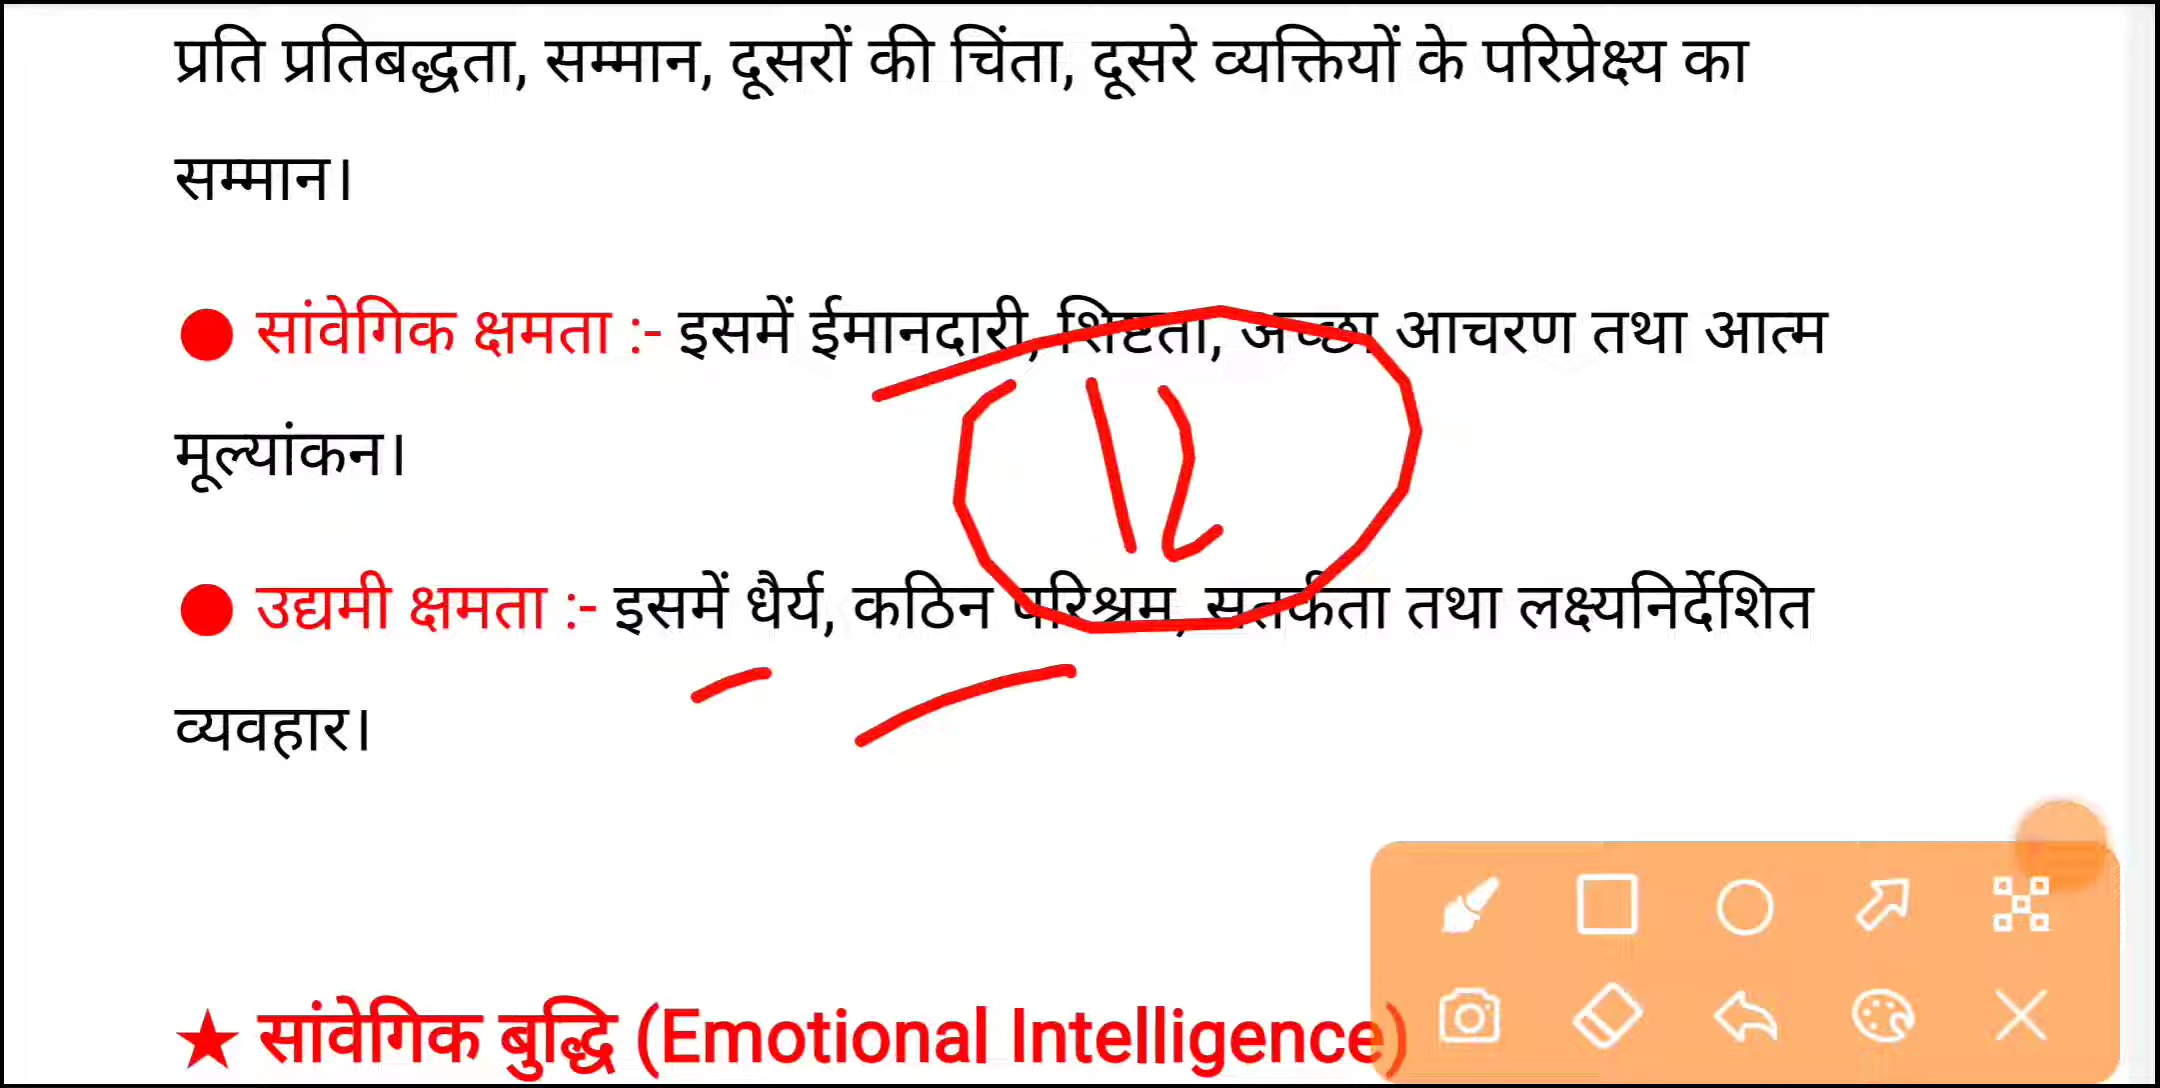 प्रति प्रतिबद्धता, सम्मान, दूसरों की चिंता, दूसरे व्यक्तियों के परिप्रेक्ष्य का
सम्मान।
● सांवेगिक क्षमता :- इसमें ईमानदारी, शिष्टता, अच्छा आचरण तथा आत्म
मूल्यांकन।
12
● उद्यमी क्षमता :- इसमें धैर्य, कठिन परिश्रम, सतर्कता तथा लक्ष्यनिर्देशित
व्यवहार।
★ सांवेगिक बुद्धि (Emotional Intelligence)